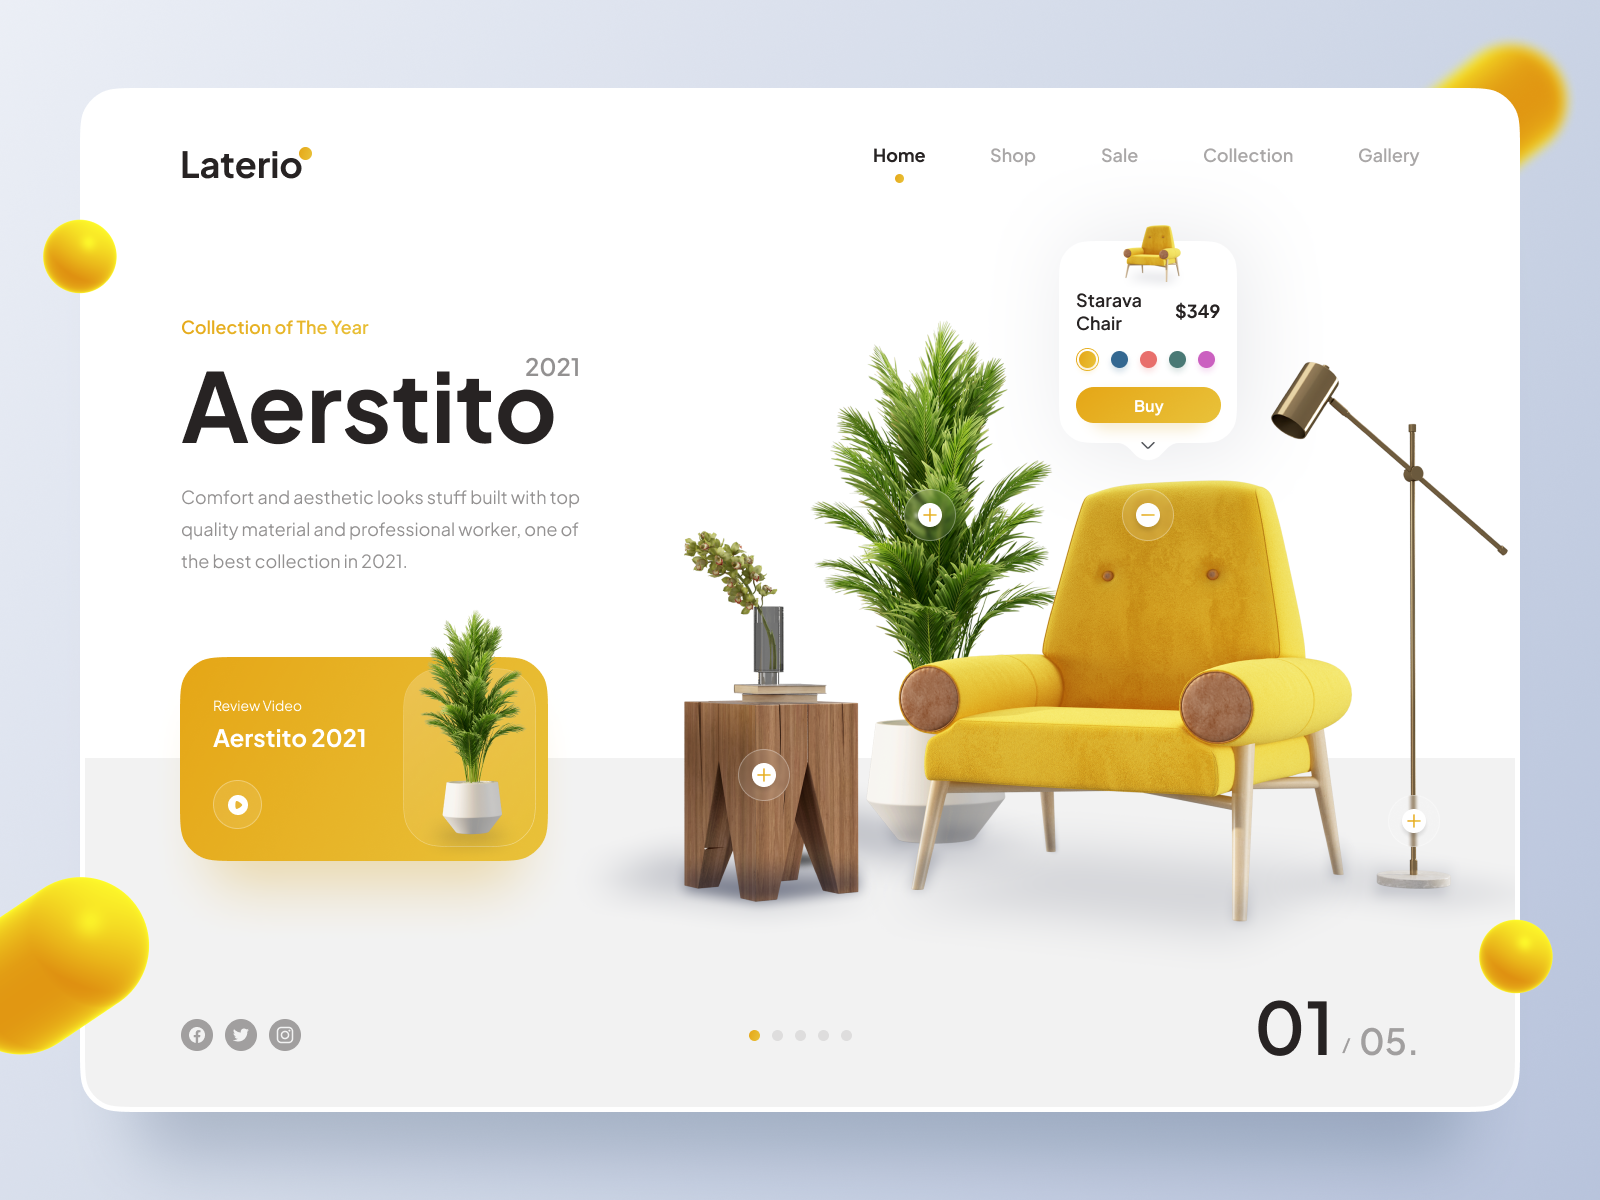 Laterio
Home
Shop
Sale
Collection
Gallery
Collection of The Year
2021
Aerstito
Comfort and aesthetic looks stuff built with top
quality material and professional worker, one of
the best collection in 2021.
Starava
Chair
$349
Buy
Review Video
Aerstito 2021
01 / 05.